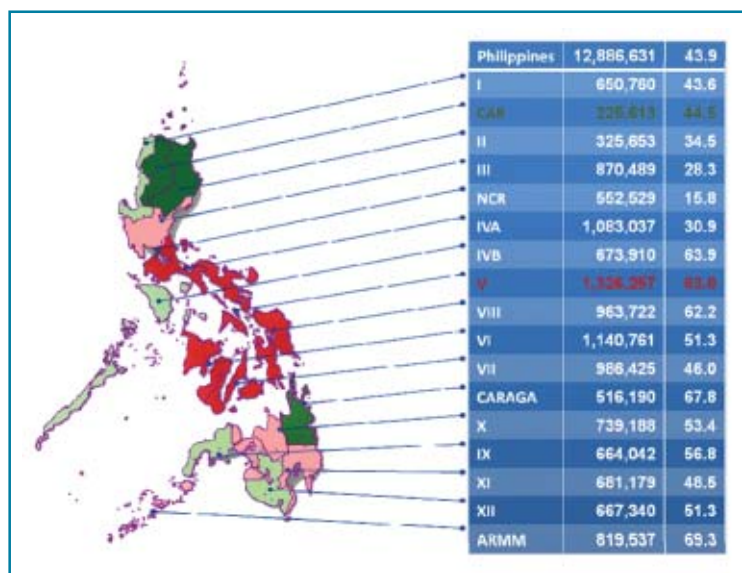 Philippines 12,886,631 43.9
I 650,760 43.6
CAR 44.5
II 325,653 34.5
III 870,489 28.3
NCR 552,529 15.8
IVA 1,083,037 30.9
IVB 673,910 63.9
V
VIII 963,722 62.2
VI 1,140,761 51.3
VII 986,425 46.0
CARAGA 516,190 67.8
X 739,188 53.4
IX 664,042 56.8
XI 681,179 48.5
XII 667,340 51.3
ARMM 819,537 69.3